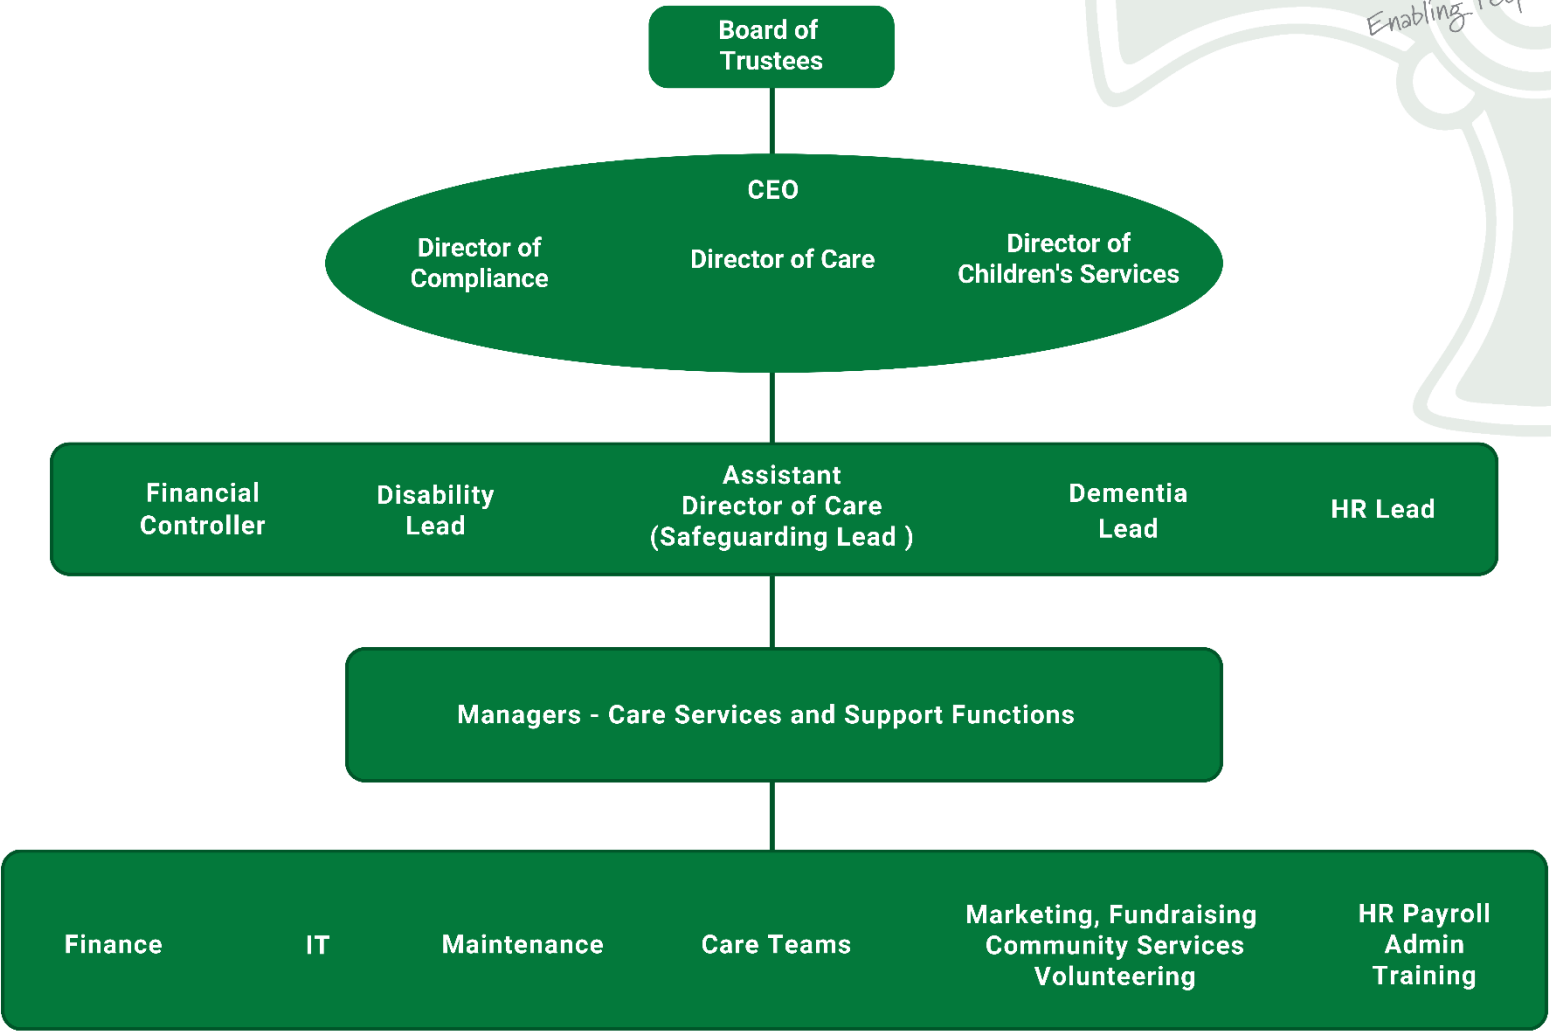 Enabling
Board of
Trustees
CEO
Director of
Compliance
Director of Care
Director of
Children's Services
Financial
Controller
Disability
Lead
Assistant
Director of Care
(Safeguarding Lead )
Dementia
Lead
HR Lead
Managers - Care Services and Support Functions
Finance
IT
Maintenance
Care Teams
Marketing, Fundraising
Community Services
Volunteering
HR Payroll
Admin
Training